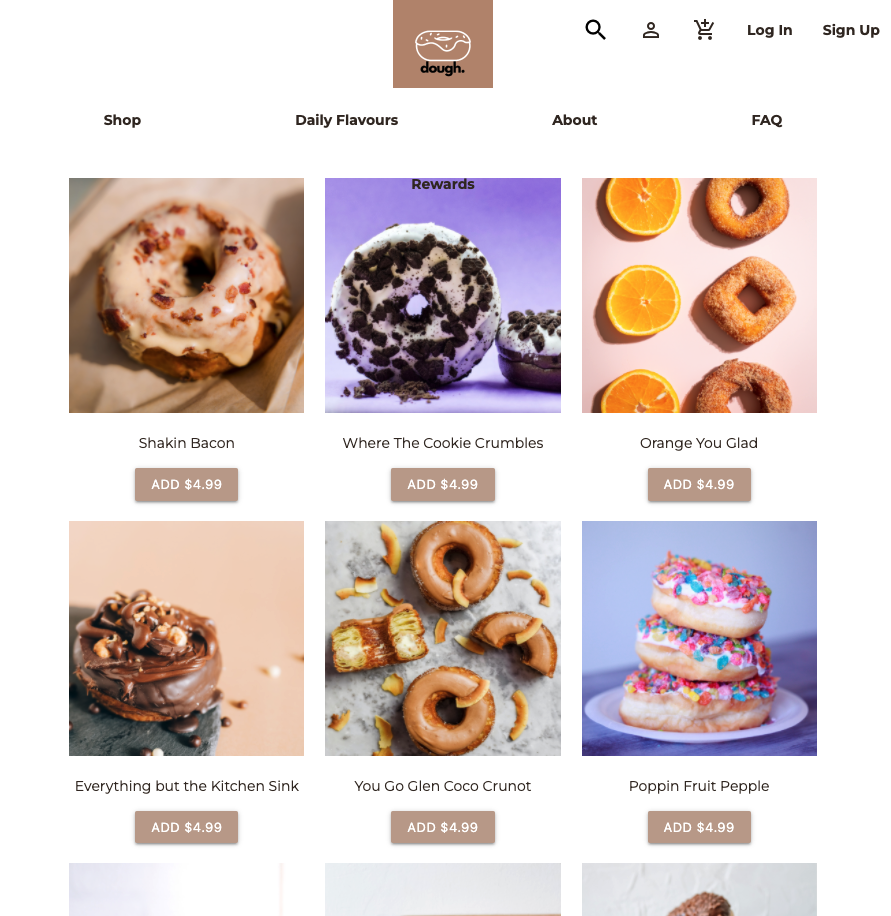 dough.
Log In
Sign Up
Shop
Daily Flavours
About
FAQ
Rewards
Shakin Bacon
Where The Cookie Crumbles
Orange You Glad
ADD $4.99
ADD $4.99
ADD $4.99
Everything but the Kitchen Sink
You Go Glen Coco Crunot
Poppin Fruit Pepple
ADD $4.99
ADD $4.99
ADD $4.99